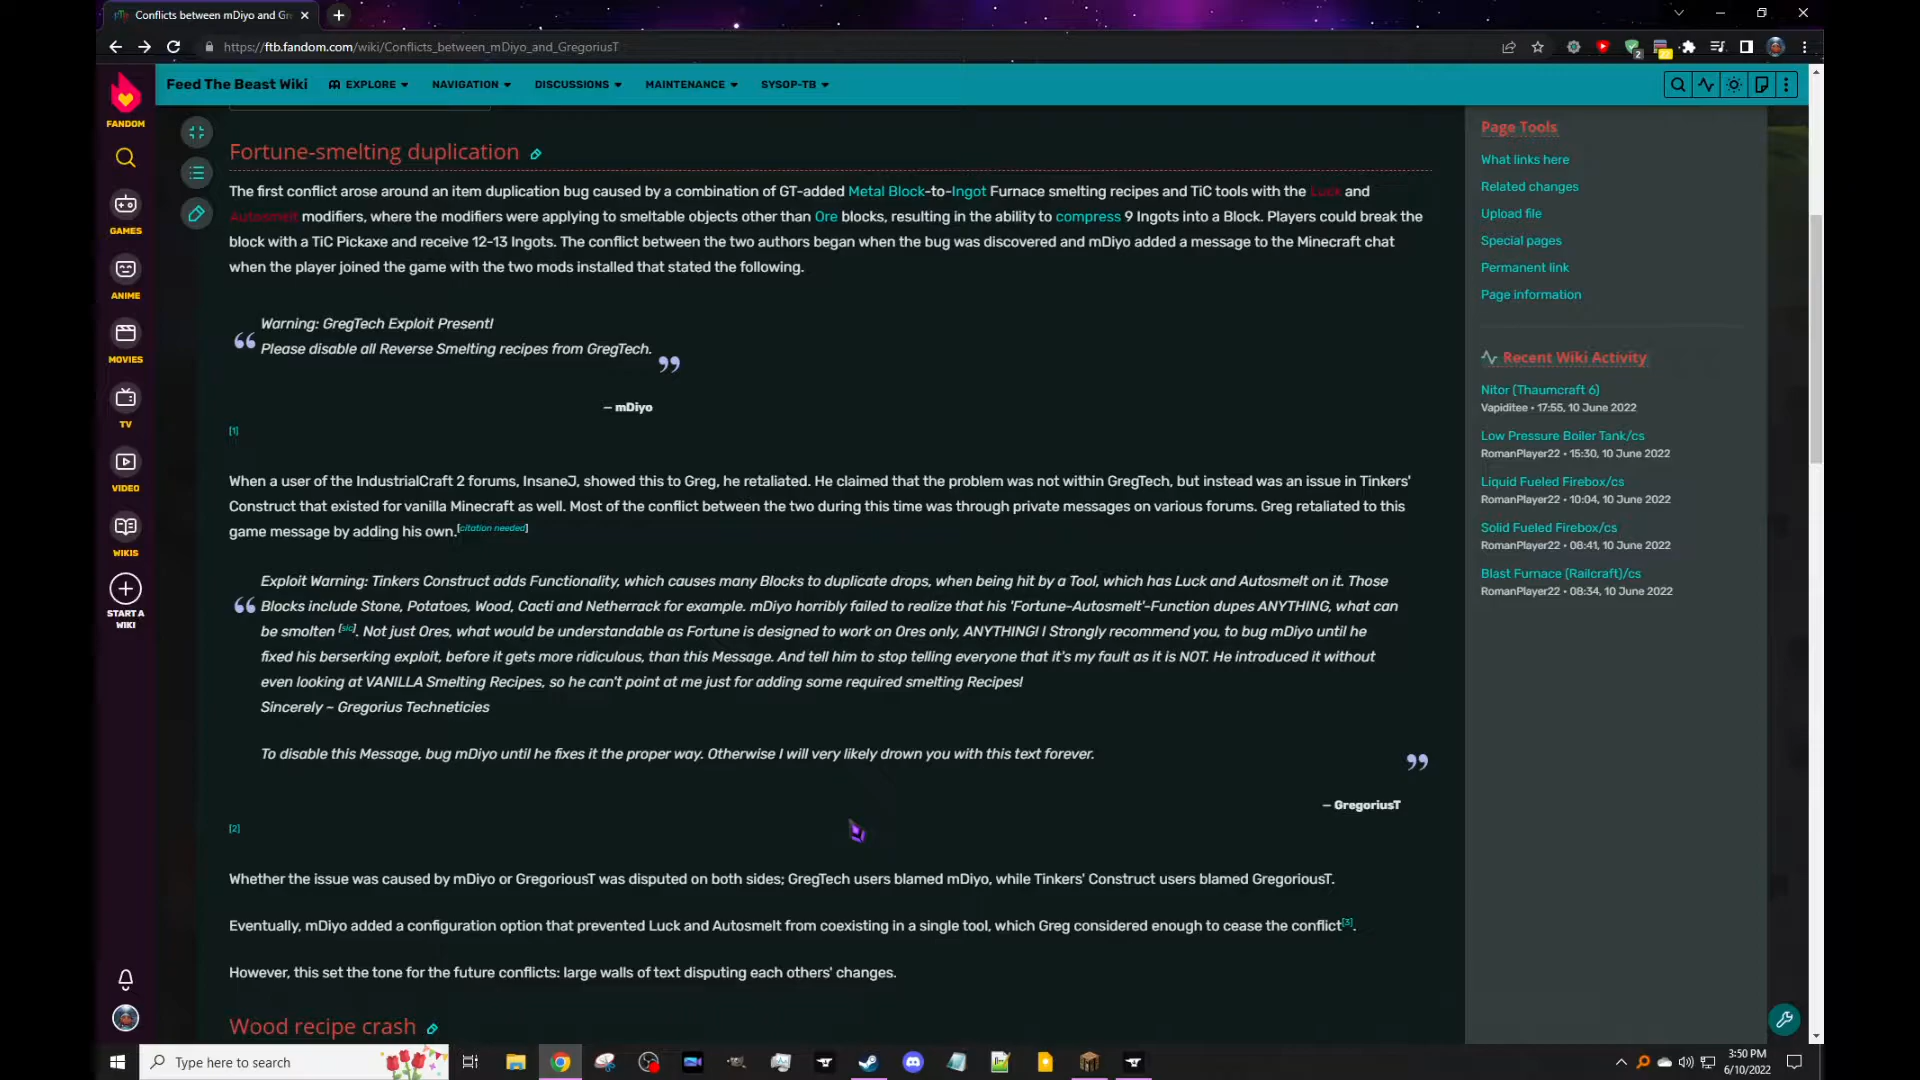 Conflicts between mDiyo and Gr
https://ftb.fandom.com/wiki/Conflicts_between_mDiyo_and_GregoriusT
2
FANDOM
Feed The Beast Wiki
EXPLORE
NAVIGATION
DISCUSSIONS
MAINTENANCE
SYSOP-TB
GAMES
ANIME
MOVIES
TV
VIDEO
WIKIS
START A
WIKI
Fortune-smelting duplication
The first conflict arose around an item duplication bug caused by a combination of GT-added Metal Block-to-Ingot Furnace smelting recipes and TiC tools with the Luck and
Autosmelt modifiers, where the modifiers were applying to smeltable objects other than Ore blocks, resulting in the ability to compress 9 Ingots into a Block. Players could break the
block with a TiC Pickaxe and receive 12-13 Ingots. The conflict between the two authors began when the bug was discovered and mDiyo added a message to the Minecraft chat
when the player joined the game with the two mods installed that stated the following.
“ Warning: GregTech Exploit Present!
Please disable all Reverse Smelting recipes from GregTech. ”
– mDiyo
[1]
When a user of the IndustrialCraft 2 forums, InsaneJ, showed this to Greg, he retaliated. He claimed that the problem was not within GregTech, but instead was an issue in Tinkers'
Construct that existed for vanilla Minecraft as well. Most of the conflict between the two during this time was through private messages on various forums. Greg retaliated to this
game message by adding his own.[citation needed]
Exploit Warning: Tinkers Construct adds Functionality, which causes many Blocks to duplicate drops, when being hit by a Tool, which has Luck and Autosmelt on it. Those
“ Blocks include Stone, Potatoes, Wood, Cacti and Netherrack for example. mDiyo horribly failed to realize that his 'Fortune-Autosmelt'-Function dupes ANYTHING, what can
be smolten [sic]. Not just Ores, what would be understandable as Fortune is designed to work on Ores only, ANYTHING! I Strongly recommend you, to bug mDiyo until he
fixed his berserking exploit, before it gets more ridiculous, than this Message. And tell him to stop telling everyone that it's my fault as it is NOT. He introduced it without
even looking at VANILLA Smelting Recipes, so he can't point at me just for adding some required smelting Recipes!
Sincerely ~ Gregorius Techneticies
To disable this Message, bug mDiyo until he fixes it the proper way. Otherwise I will very likely drown you with this text forever. ”
– GregoriusT
[2]
Whether the issue was caused by mDiyo or GregoriousT was disputed on both sides; GregTech users blamed mDiyo, while Tinkers' Construct users blamed GregoriousT.
Eventually, mDiyo added a configuration option that prevented Luck and Autosmelt from coexisting in a single tool, which Greg considered enough to cease the conflict[3].
However, this set the tone for the future conflicts: large walls of text disputing each others' changes.
Wood recipe crash
Page Tools
What links here
Related changes
Upload file
Special pages
Permanent link
Page information
Recent Wiki Activity
Nitor (Thaumcraft 6)
Vapiditee • 17:55, 10 June 2022
Low Pressure Boiler Tank/cs
RomanPlayer22 • 15:30, 10 June 2022
Liquid Fueled Firebox/cs
RomanPlayer22 • 10:04, 10 June 2022
Solid Fueled Firebox/cs
RomanPlayer22 • 08:41, 10 June 2022
Blast Furnace (Railcraft)/cs
RomanPlayer22 • 08:34, 10 June 2022
Type here to search
3:50 PM
6/10/2022